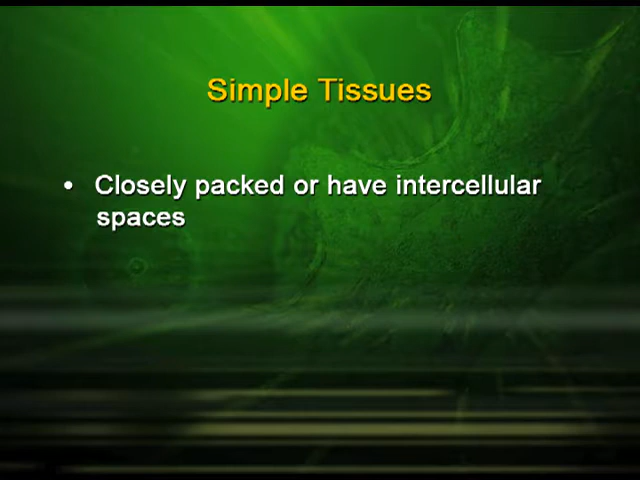 Simple Tissues
• Closely packed or have intercellular
spaces